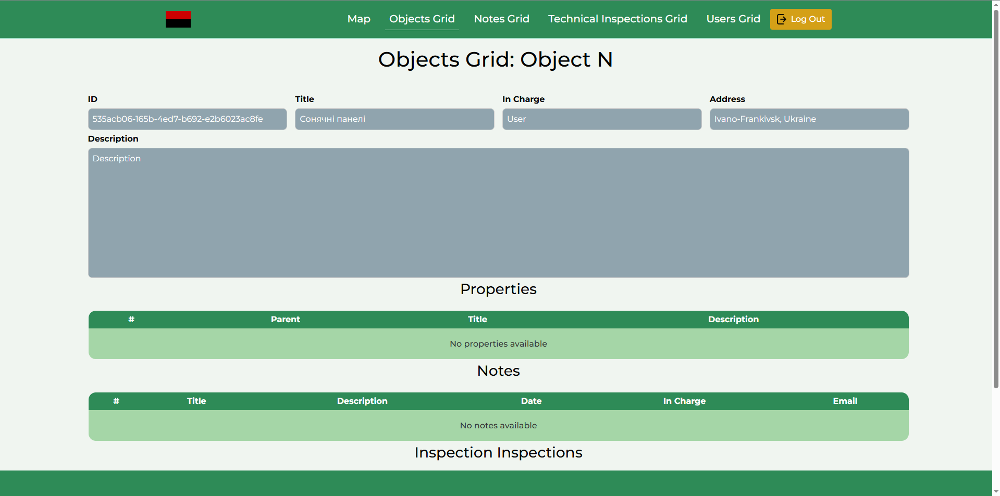 Map Objects Grid Notes Grid Technical Inspections Grid Users Grid Log Out
Objects Grid: Object N
ID Title In Charge Address
535acb06-165b-4ed7-b692-e2b6023ac8fe Сонячні панелі User Ivano-Frankivsk, Ukraine
Description
Description
Properties
# Parent Title Description
No properties available
Notes
# Title Description Date In Charge Email
No notes available
Inspection Inspections